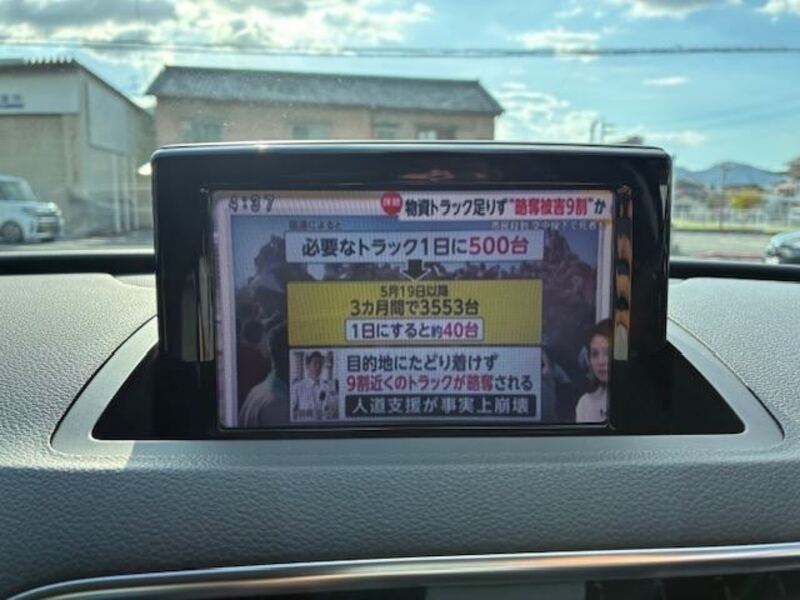 4:37
物資トラック足りず"略奪被害9割"か
国連によると
必要なトラック1日に500台
5月19日以降
3カ月間で3553台
1日にすると約40台
目的地にたどり着けず
9割近くのトラックが略奪される
人道支援が事実上崩壊